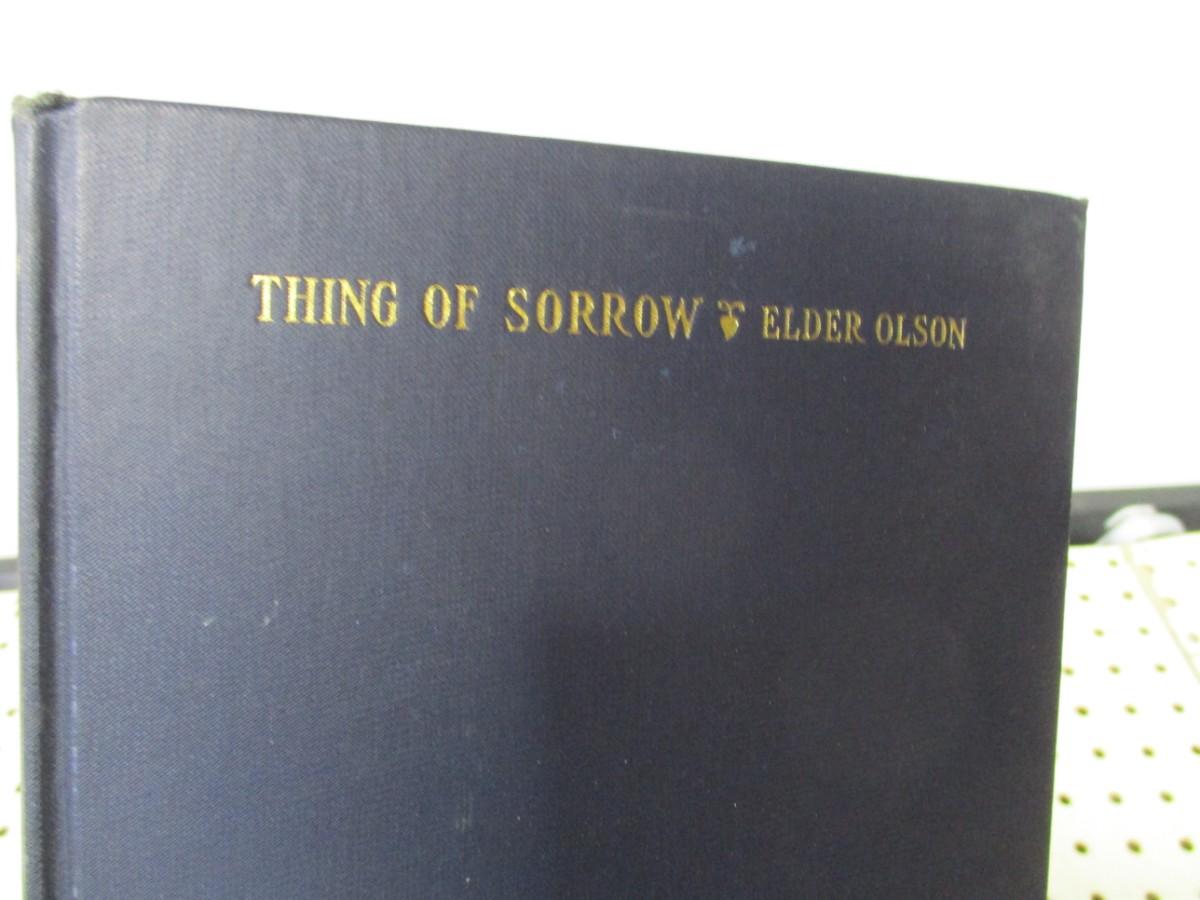 THING OF SORROW ❦ ELDER OLSON